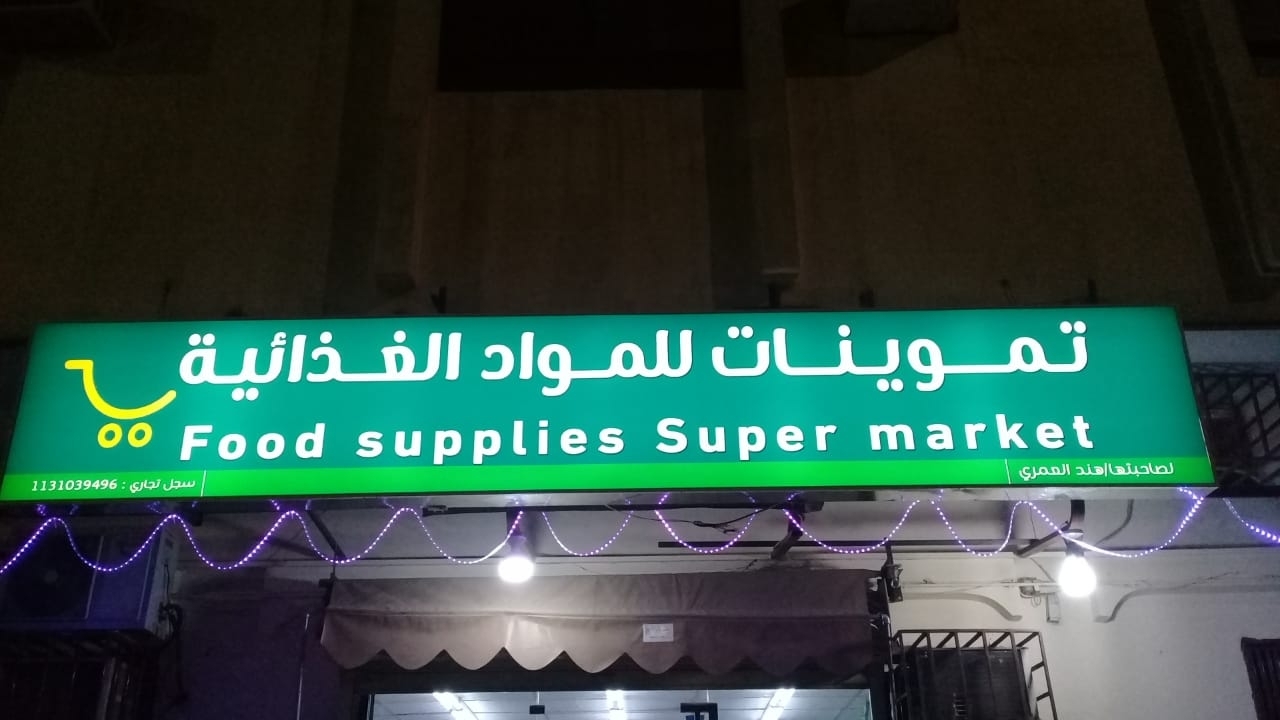 تموينات للمواد الغذائية
Food supplies Super market
لصاحبتها/هند العمري
سجل تجاري : 1131039496